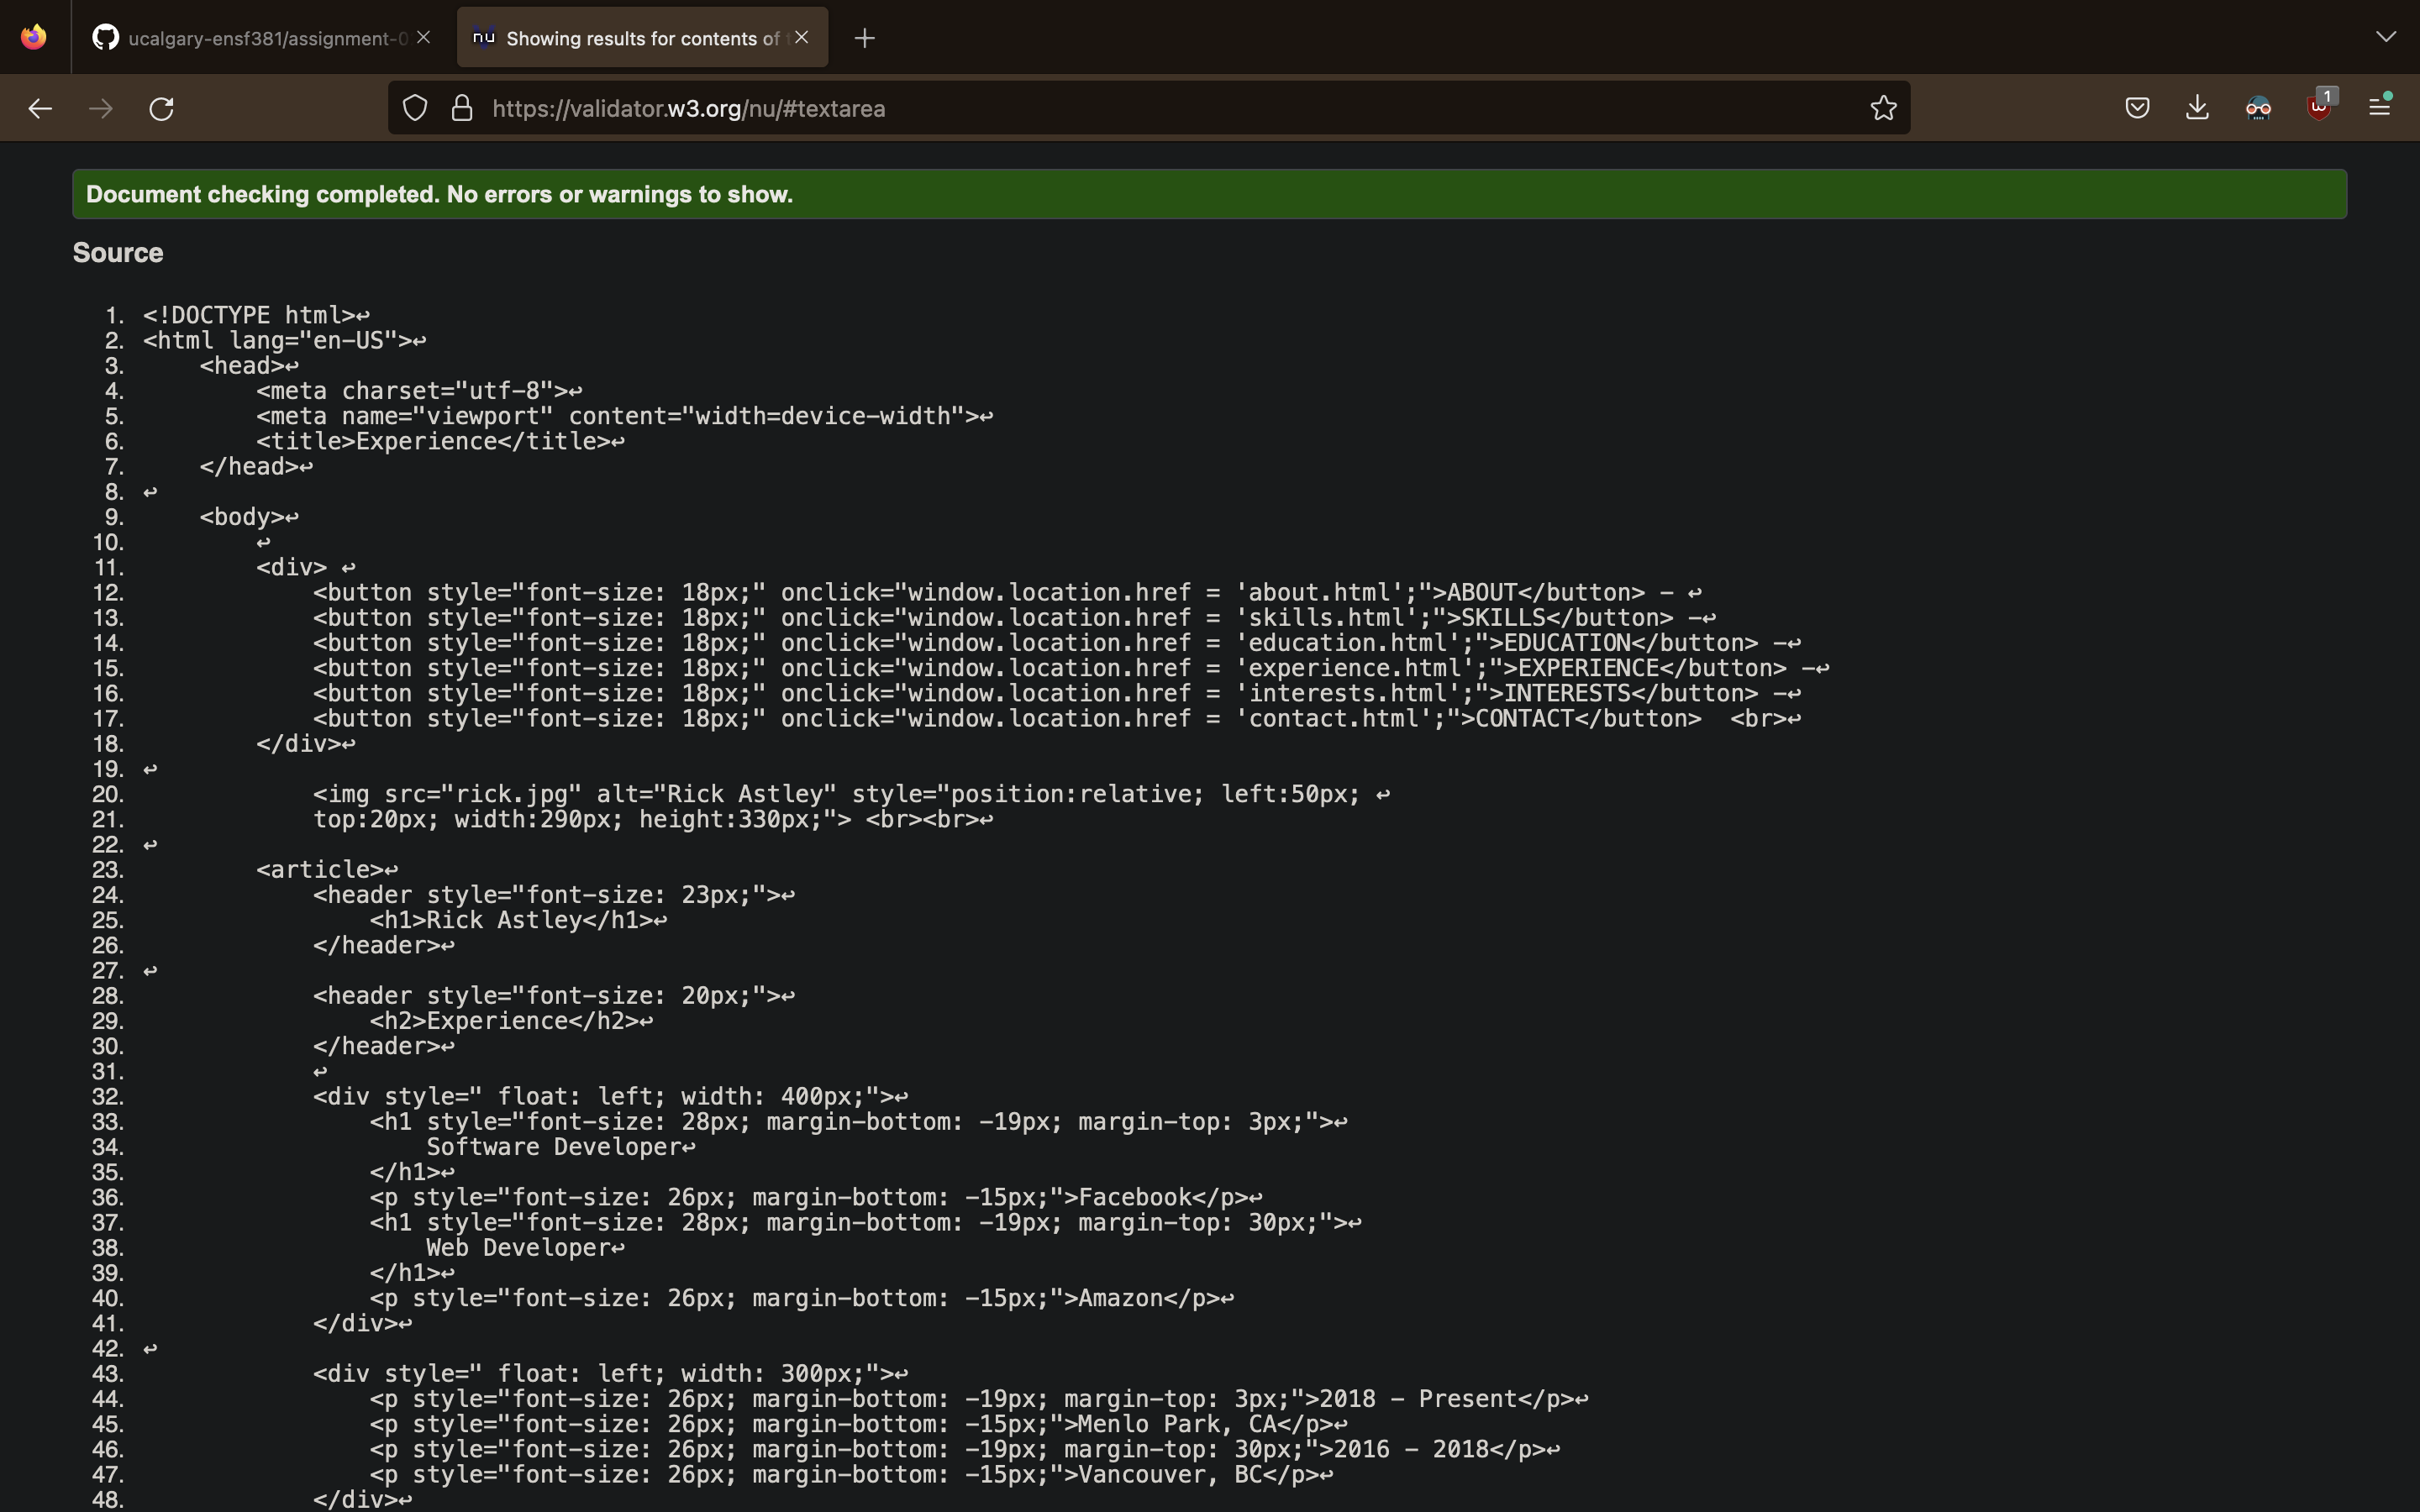 ucalgary-ensf381/assignment-0
nu Showing results for contents of t
https://validator.w3.org/nu/#textarea
1
Document checking completed. No errors or warnings to show.
Source
1. <!DOCTYPE html>↩
2. <html lang="en-US">↩
3.     <head>↩
4.         <meta charset="utf-8">↩
5.         <meta name="viewport" content="width=device-width">↩
6.         <title>Experience</title>↩
7.     </head>↩
8. ↩
9.     <body>↩
10.         ↩
11.         <div> ↩
12.             <button style="font-size: 18px;" onclick="window.location.href = 'about.html';">ABOUT</button> - ↩
13.             <button style="font-size: 18px;" onclick="window.location.href = 'skills.html';">SKILLS</button> -↩
14.             <button style="font-size: 18px;" onclick="window.location.href = 'education.html';">EDUCATION</button> -↩
15.             <button style="font-size: 18px;" onclick="window.location.href = 'experience.html';">EXPERIENCE</button> -↩
16.             <button style="font-size: 18px;" onclick="window.location.href = 'interests.html';">INTERESTS</button> -↩
17.             <button style="font-size: 18px;" onclick="window.location.href = 'contact.html';">CONTACT</button>  <br>↩
18.         </div>↩
19. ↩
20.             <img src="rick.jpg" alt="Rick Astley" style="position:relative; left:50px; ↩
21.             top:20px; width:290px; height:330px;"> <br><br>↩
22. ↩
23.         <article>↩
24.             <header style="font-size: 23px;">↩
25.                 <h1>Rick Astley</h1>↩
26.             </header>↩
27. ↩
28.             <header style="font-size: 20px;">↩
29.                 <h2>Experience</h2>↩
30.             </header>↩
31.             ↩
32.             <div style=" float: left; width: 400px;">↩
33.                 <h1 style="font-size: 28px; margin-bottom: -19px; margin-top: 3px;">↩
34.                     Software Developer↩
35.                 </h1>↩
36.                 <p style="font-size: 26px; margin-bottom: -15px;">Facebook</p>↩
37.                 <h1 style="font-size: 28px; margin-bottom: -19px; margin-top: 30px;">↩
38.                     Web Developer↩
39.                 </h1>↩
40.                 <p style="font-size: 26px; margin-bottom: -15px;">Amazon</p>↩
41.             </div>↩
42. ↩
43.             <div style=" float: left; width: 300px;">↩
44.                 <p style="font-size: 26px; margin-bottom: -19px; margin-top: 3px;">2018 - Present</p>↩
45.                 <p style="font-size: 26px; margin-bottom: -15px;">Menlo Park, CA</p>↩
46.                 <p style="font-size: 26px; margin-bottom: -19px; margin-top: 30px;">2016 - 2018</p>↩
47.                 <p style="font-size: 26px; margin-bottom: -15px;">Vancouver, BC</p>↩
48.             </div>↩